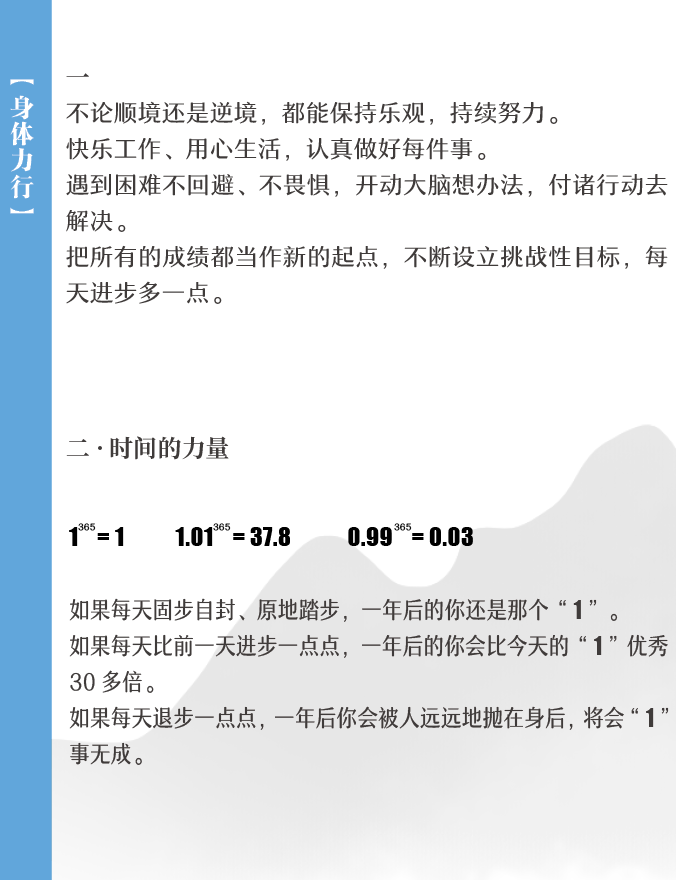 【身体力行】
一
不论顺境还是逆境，都能保持乐观，持续努力。
快乐工作、用心生活，认真做好每件事。
遇到困难不回避、不畏惧，开动大脑想办法，付诸行动去
解决。
把所有的成绩都当作新的起点，不断设立挑战性目标，每
天进步多一点。
二·时间的力量
1³⁶⁵= 1 1.01³⁶⁵= 37.8 0.99³⁶⁵= 0.03
如果每天固步自封、原地踏步，一年后的你还是那个“1”。
如果每天比前一天进步一点点，一年后的你会比今天的“1”优秀
30 多倍。
如果每天退步一点点，一年后你会被人远远地抛在身后，将会“1”
事无成。